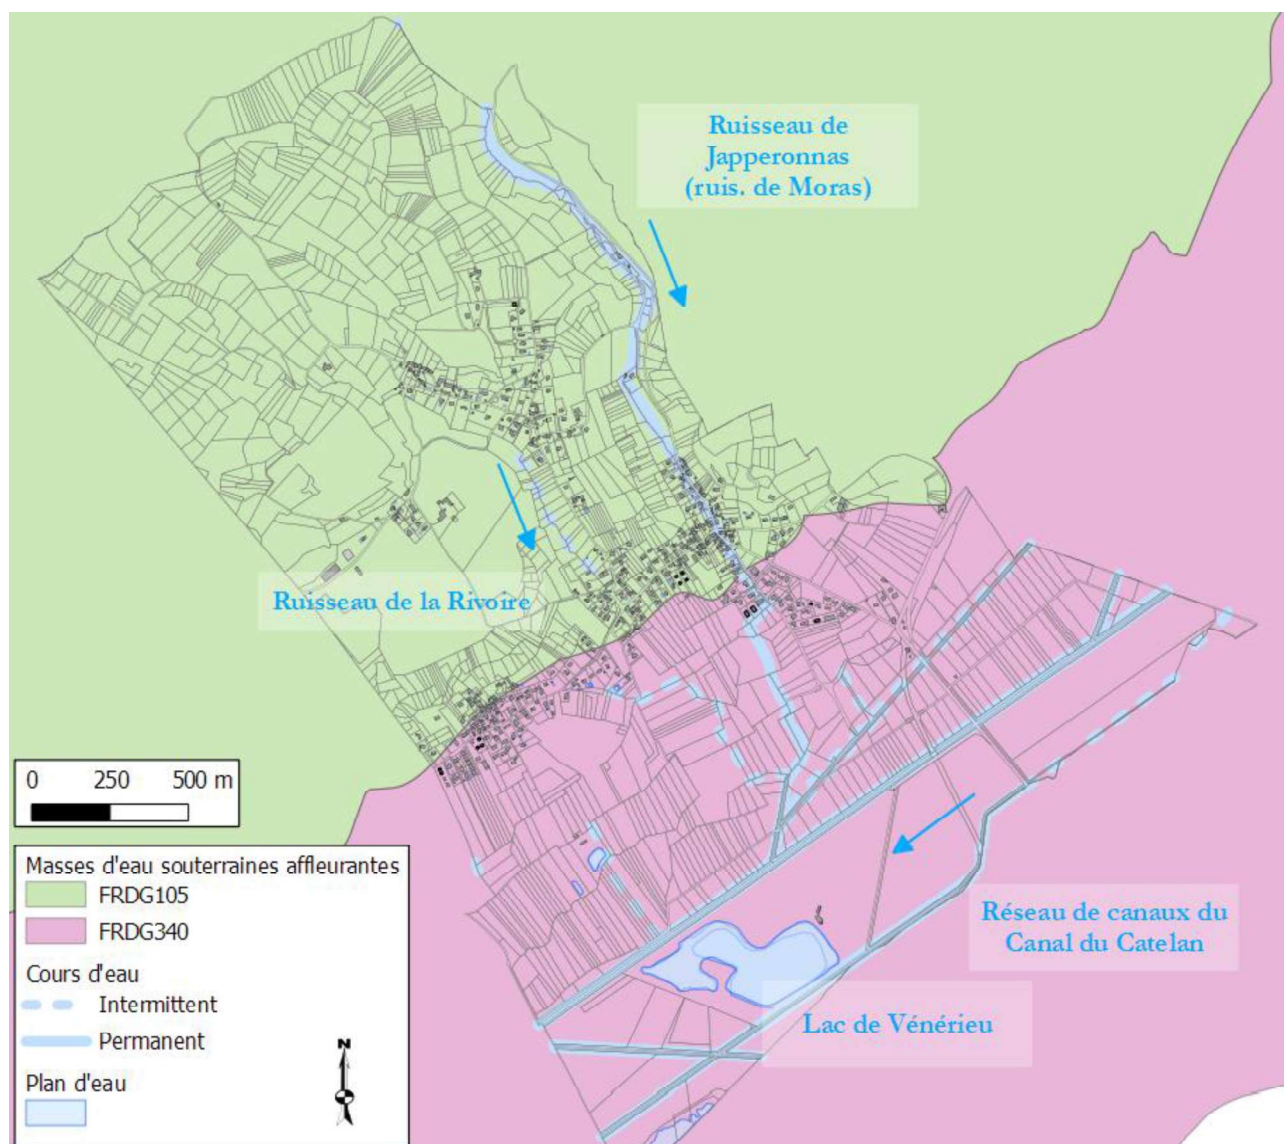 Ruisseau de
Japperonnas
(ruis. de Moras)
Ruisseau de la Rivoire
0 250 500 m
Masses d'eau souterraines affleurantes
FRDG105
FRDG340
Cours d'eau
Intermittent
Permanent
Plan d'eau
N
Réseau de canaux du
Canal du Catelan
Lac de Vénérieu